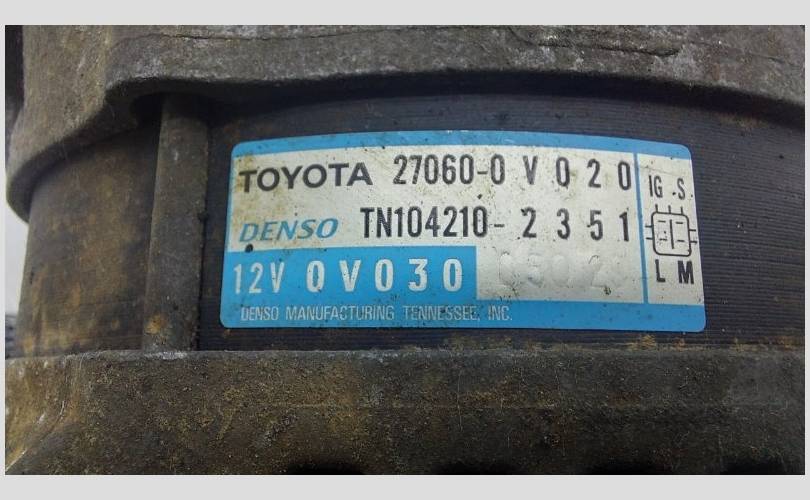 TOYOTA 27060-0V020
IG S
DENSO TN104210-2351
L M
12V 0V030
DENSO MANUFACTURING TENNESSEE, INC.